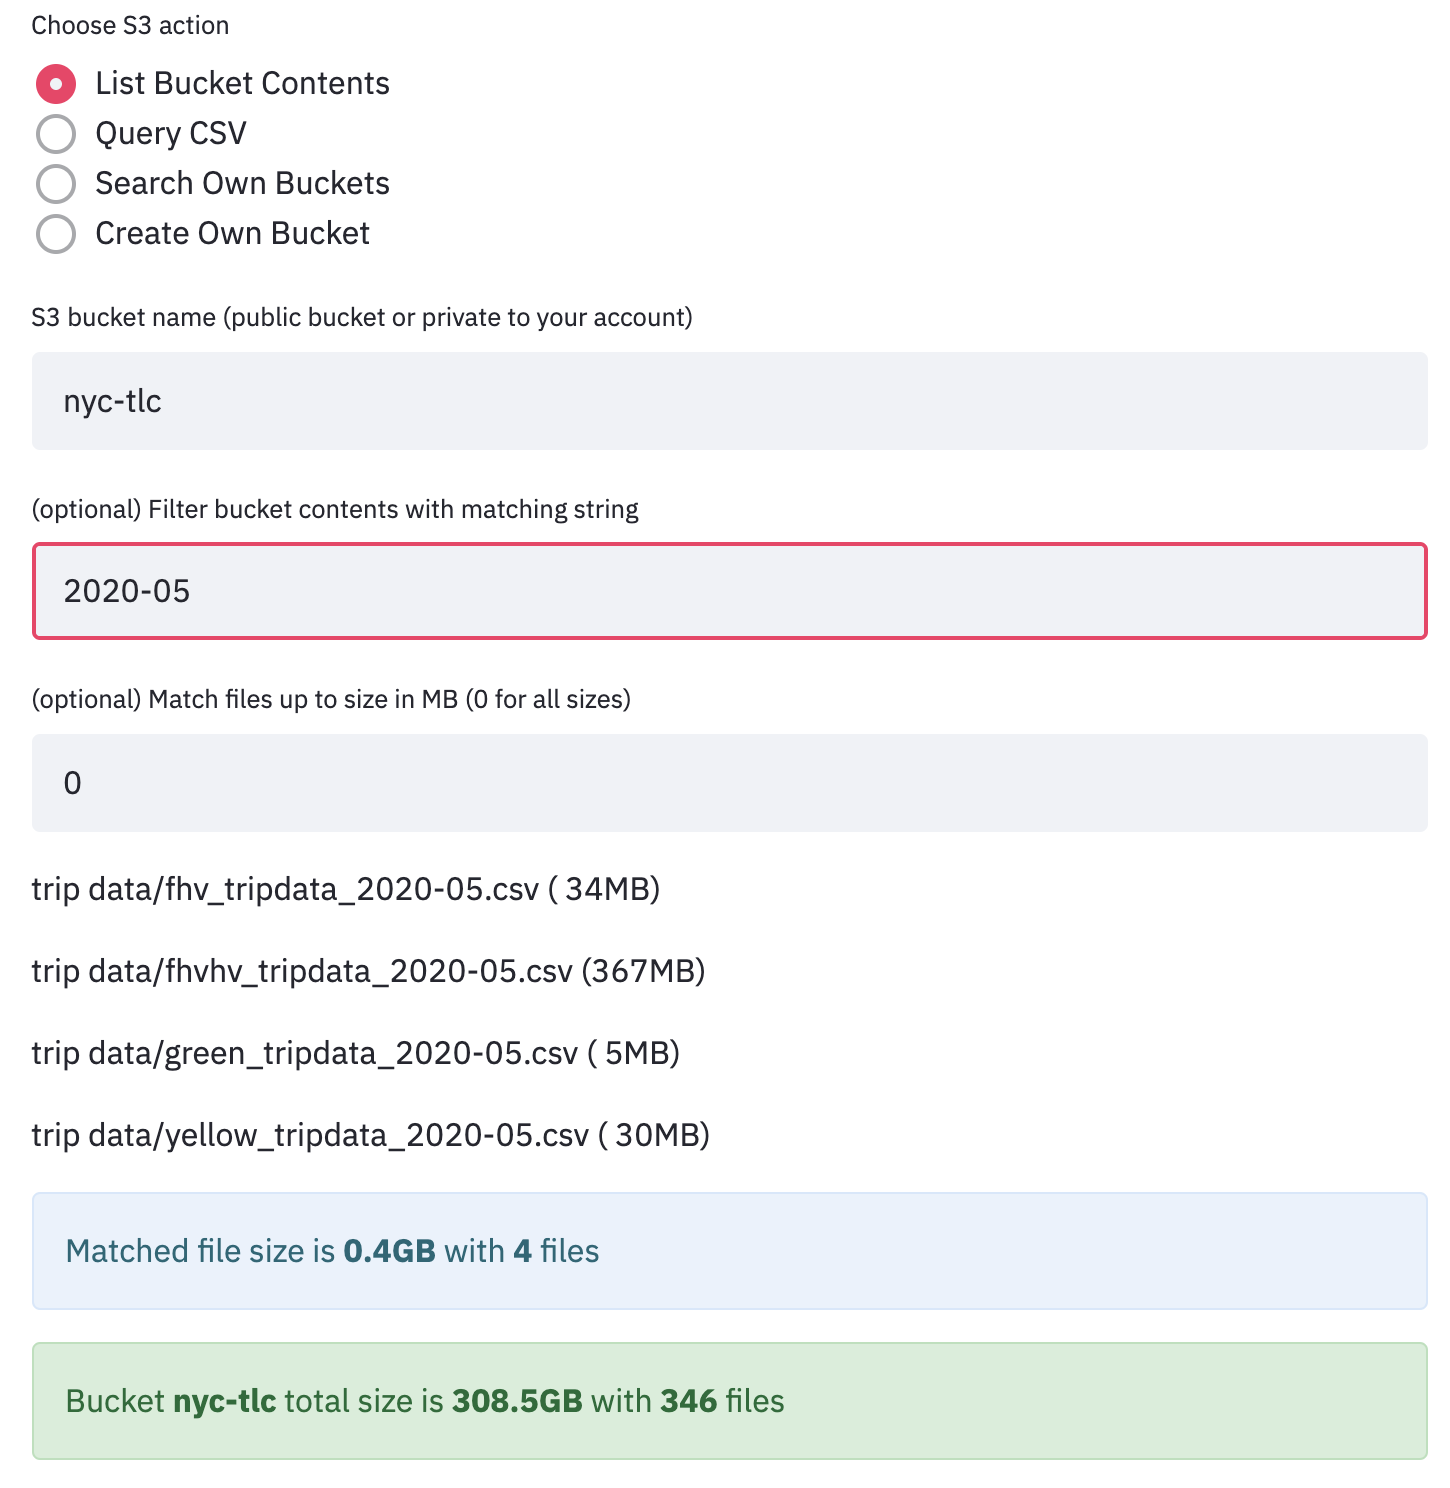 Choose S3 action
List Bucket Contents
Query CSV
Search Own Buckets
Create Own Bucket
S3 bucket name (public bucket or private to your account)
nyc-tlc
(optional) Filter bucket contents with matching string
2020-05
(optional) Match files up to size in MB (0 for all sizes)
0
trip data/fhv_tripdata_2020-05.csv ( 34MB)
trip data/fhvhv_tripdata_2020-05.csv (367MB)
trip data/green_tripdata_2020-05.csv ( 5MB)
trip data/yellow_tripdata_2020-05.csv ( 30MB)
Matched file size is 0.4GB with 4 files
Bucket nyc-tlc total size is 308.5GB with 346 files